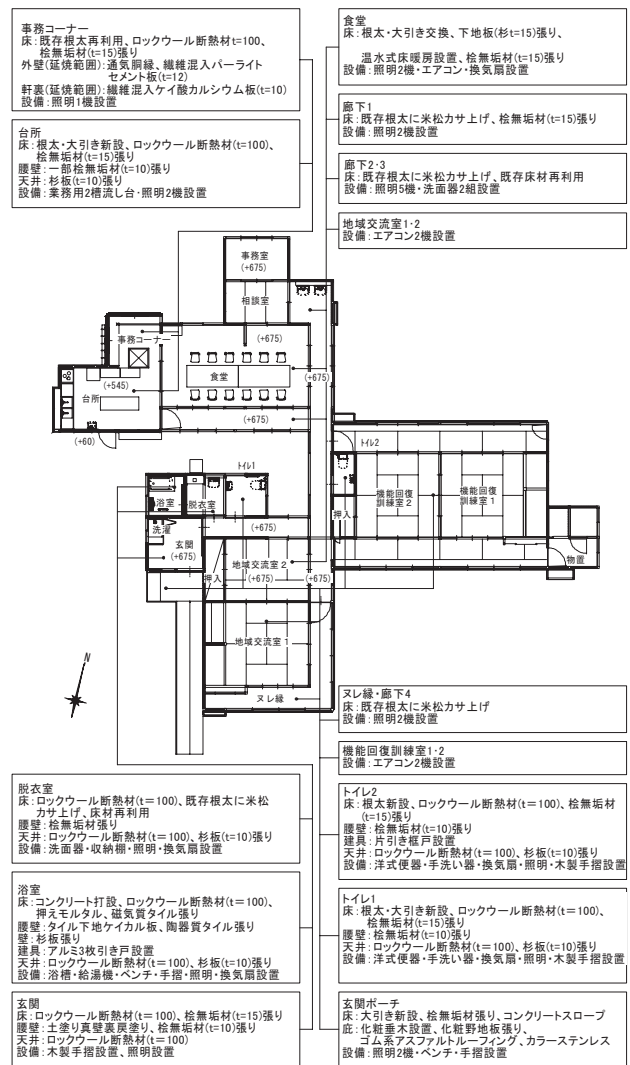 事務コーナー
床:既存根太再利用、ロックウール断熱材t=100、
桧無垢材(t=15)張り
外壁(延焼範囲):通気胴縁、繊維混入パーライト
セメント板(t=12)
軒裏(延焼範囲):繊維混入ケイ酸カルシウム板(t=10)
設備:照明1機設置
台所
床:根太・大引き新設、ロックウール断熱材(t=100)、
桧無垢材(t=15)張り
腰壁:一部桧無垢材(t=10)張り
天井:杉板(t=10)張り
設備:業務用2槽流し台・照明2機設置
食堂
床:根太・大引き交換、下地板(杉t=15)張り、
温水式床暖房設置、桧無垢材(t=15)張り
設備:照明2機・エアコン・換気扇設置
廊下1
床:既存根太に米松カサ上げ、桧無垢材(t=15)張り
設備:照明2機設置
廊下2・3
床:既存根太に米松カサ上げ、既存床材再利用
設備:照明5機・洗面器2組設置
地域交流室1・2
設備:エアコン2機設置
事務室
(+675)
相談室
事務コーナー
(+675)
食堂
(+675)
(+545)
台所
(+675)
(+60)
トイレ1
トイレ2
浴室
脱衣室
押入
機能回復
訓練室2
機能回復
訓練室1
洗濯
玄関
(+675)
(+675)
物置
押入
地域交流室2
(+675)
(+675)
地域交流室1
ヌレ縁
N
ヌレ縁・廊下4
床:既存根太に米松カサ上げ
設備:照明2機設置
機能回復訓練室1・2
設備:エアコン2機設置
脱衣室
床:ロックウール断熱材(t=100)、既存根太に米松
カサ上げ、床材再利用
腰壁:桧無垢材張り
天井:ロックウール断熱材(t=100)、杉板(t=10)張り
設備:洗面器・収納棚・照明・換気扇設置
浴室
床:コンクリート打設、ロックウール断熱材(t=100)、
押えモルタル、磁気質タイル張り
腰壁:タイル下地ケイカル板、陶器質タイル張り
壁:杉板張り
建具:アルミ3枚引き戸設置
天井:ロックウール断熱材(t=100)、杉板(t=10)張り
設備:浴槽・給湯機・ベンチ・手摺・照明・換気扇設置
玄関
床:ロックウール断熱材(t=100)、桧無垢材(t=15)張り
腰壁:土塗り真壁裏戻塗り、桧無垢材(t=10)張り
天井:ロックウール断熱材(t=100)
設備:木製手摺設置、照明設置
トイレ2
床:根太新設、ロックウール断熱材(t=100)、桧無垢材
(t=15)張り
腰壁:桧無垢材(t=10)張り
建具:片引き框戸設置
天井:ロックウール断熱材(t=100)、杉板(t=10)張り
設備:洋式便器・手洗い器・換気扇・照明・木製手摺設置
トイレ1
床:根太・大引き新設、ロックウール断熱材(t=100)、
桧無垢材(t=15)張り
腰壁:桧無垢材(t=10)張り
天井:ロックウール断熱材(t=100)、杉板(t=10)張り
設備:洋式便器・手洗い器・換気扇・照明・木製手摺設置
玄関ポーチ
床:大引き新設、桧無垢材張り、コンクリートスロープ
庇:化粧垂木設置、化粧野地板張り、
ゴム系アスファルトルーフィング、カラーステンレス
設備:照明2機・ベンチ・手摺設置